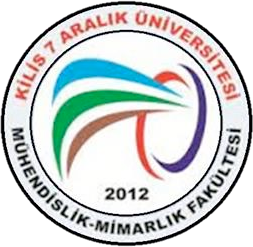 KİLİS 7 ARALIK ÜNİVERSİTESİ
2012
MÜHENDİSLİK-MİMARLIK FAKÜLTESİ